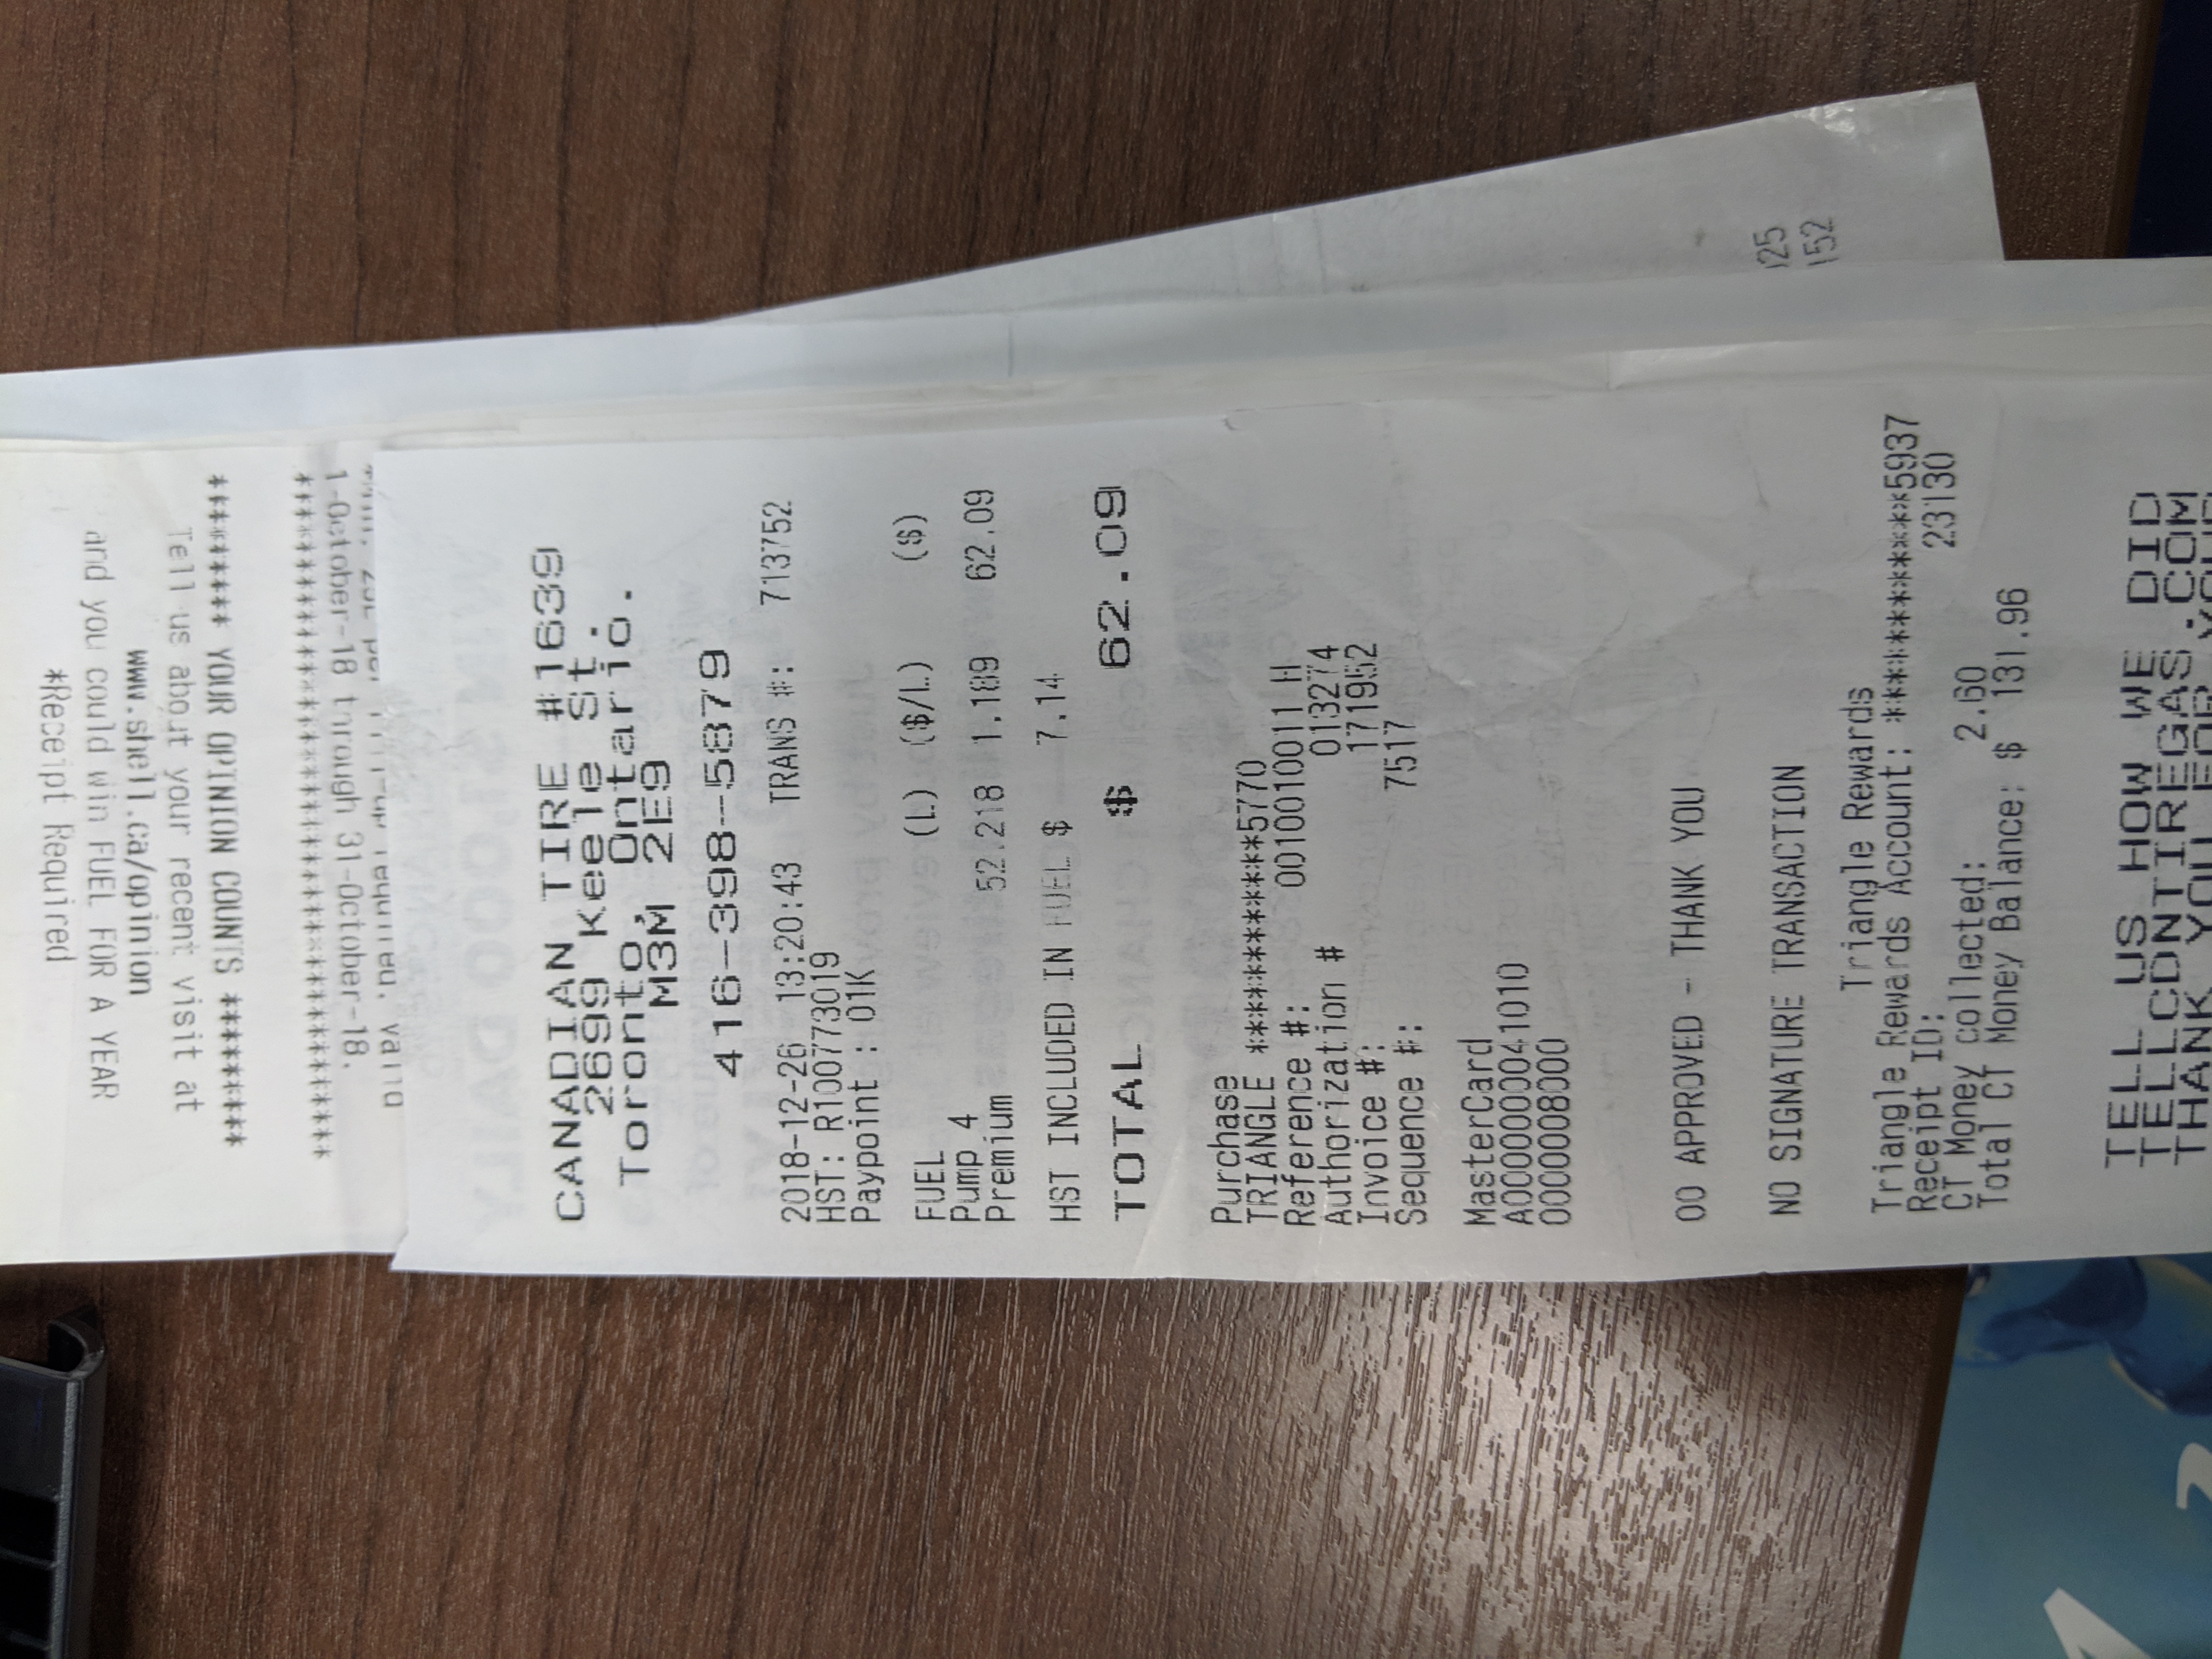 CANADIAN TIRE #1639
2699 Keele St.
Toronto, Ontario.
M3M 2E9
416-398-5879
2018-12-26 13:20:43 TRANS #: 713752
HST: R100773019
Paypoint : 01K
FUEL (L) ($/L) ($)
Pump 4
Premium 52.218 1.189 62.09
HST INCLUDED IN FUEL $ 7.14
TOTAL $ 62.09
Purchase
TRIANGLE ************5770
Reference #: 0010010011 H
Authorization # 013274
Invoice #: 171952
Sequence #: 7517
MasterCard
A0000000041010
0000008000
00 APPROVED - THANK YOU
NO SIGNATURE TRANSACTION
Triangle Rewards
Triangle Rewards Account: ************5937
Receipt ID: 23130
CT Money collected: 2.60
Total CT Money Balance: $ 131.96
TELL US HOW WE DID
TELLCDNTIREGAS.COM
THANK YOU FOR YOUR
valid
1-October-18 through 31-October-18.
********************************
******** YOUR OPINION COUNTS ********
Tell us about your recent visit at
www.shell.ca/opinion
and you could win FUEL FOR A YEAR
*Receipt Required
25
152